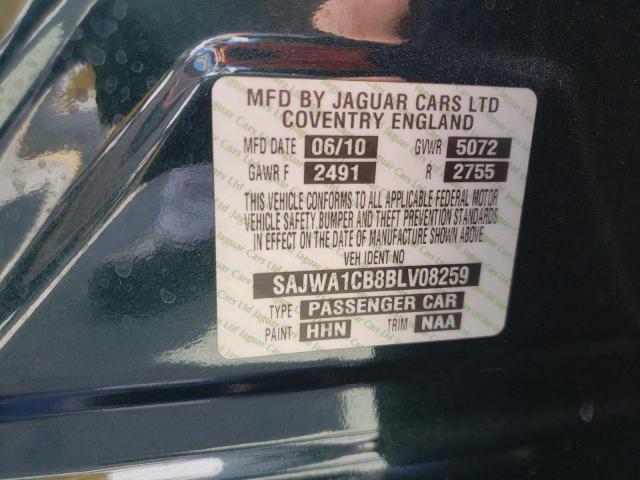 MFD BY JAGUAR CARS LTD
COVENTRY ENGLAND
MFD DATE 06/10 GVWR 5072
GAWR F 2491 R 2755
THIS VEHICLE CONFORMS TO ALL APPLICABLE FEDERAL MOTOR
VEHICLE SAFETY BUMPER AND THEFT PREVENTION STANDARDS
IN EFFECT ON THE DATE OF MANUFACTURE SHOWN ABOVE
VEH IDENT NO
SAJWA1CB8BLV08259
TYPE PASSENGER CAR
PAINT HHN TRIM NAA